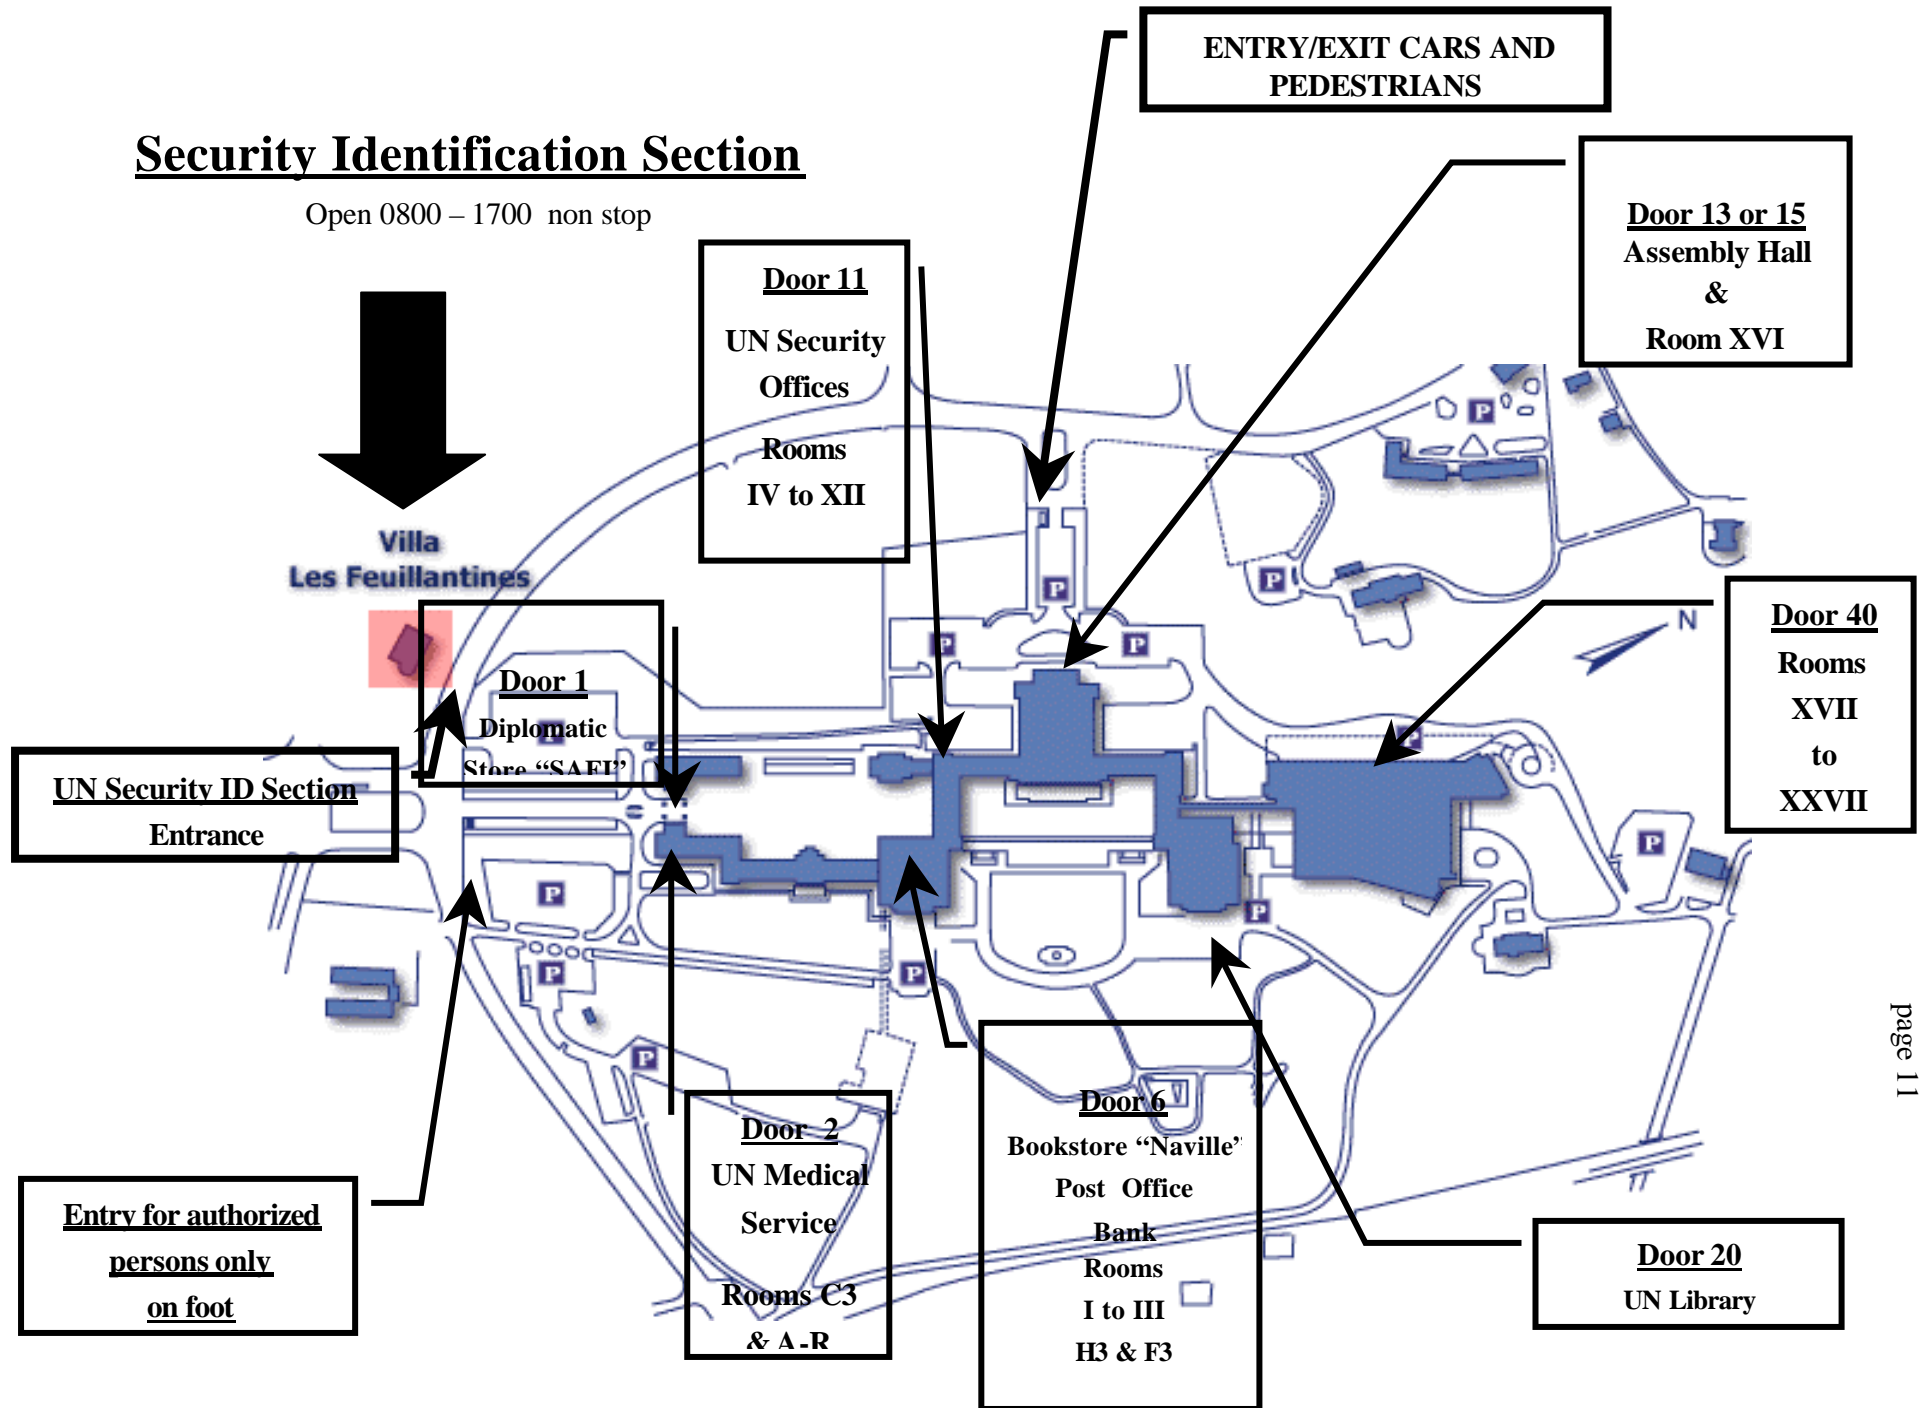 ENTRY/EXIT CARS AND
PEDESTRIANS
Security Identification Section
Open 0800 – 1700 non stop
Door 13 or 15
Assembly Hall
&
Room XVI
Door 11
UN Security
Offices
Rooms
IV to XII
Villa
Les Feuillantines
P
P
P
P
P
N
Door 40
Rooms
XVII
to
XXVII
Door 1
P
Diplomatic
Store “SAFI”
P
UN Security ID Section
Entrance
P
P
P
P
P
P
page 11
Door 6
Bookstore “Naville”
Post Office
Bank
Rooms
I to III
H3 & F3
Door 2
UN Medical
Service
Rooms C3
& A-R
Entry for authorized
persons only
on foot
Door 20
UN Library